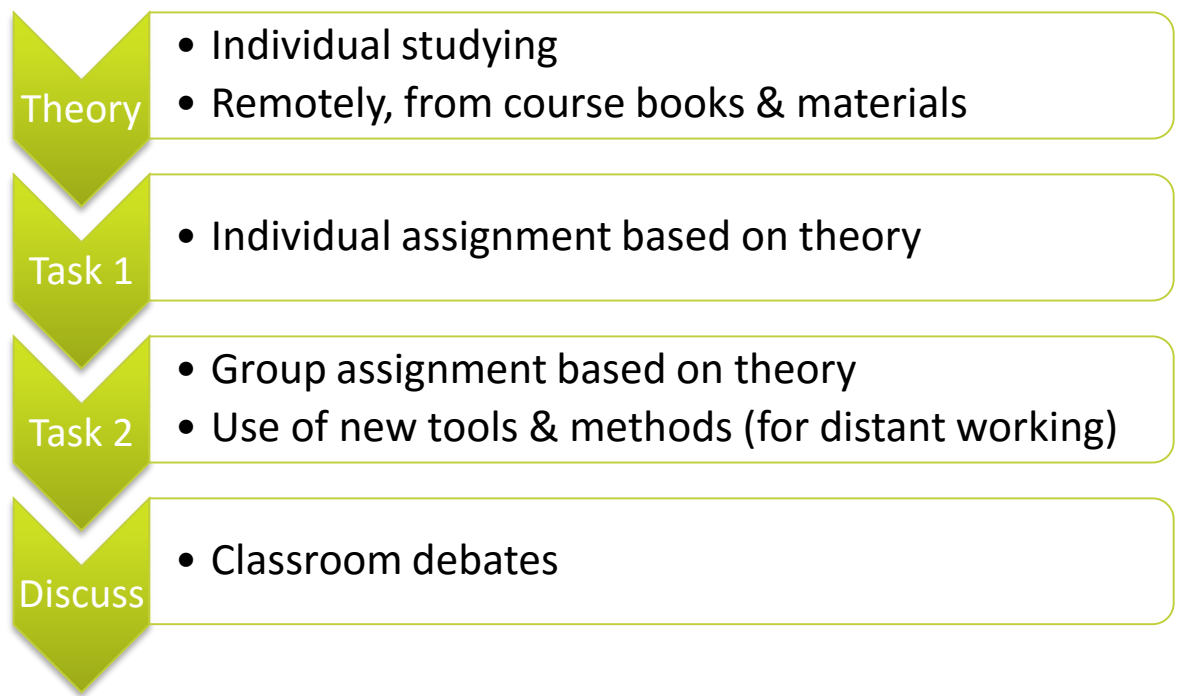 Theory
• Individual studying
• Remotely, from course books & materials
Task 1
• Individual assignment based on theory
Task 2
• Group assignment based on theory
• Use of new tools & methods (for distant working)
Discuss
• Classroom debates